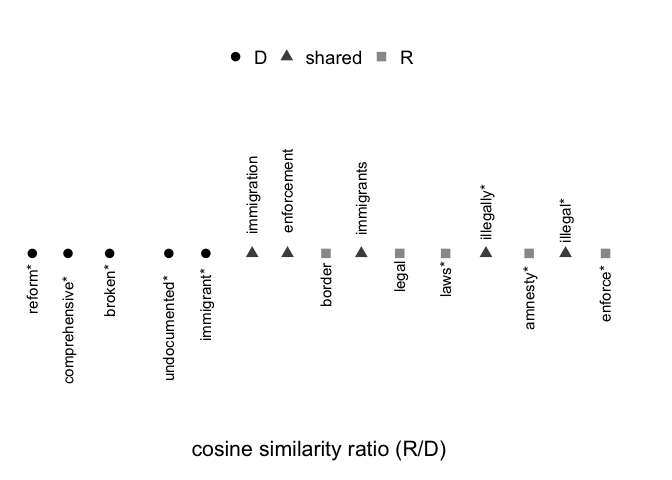 D shared R
reform*
comprehensive*
broken*
undocumented*
immigrant*
immigration
enforcement
border
immigrants
legal
laws*
illegally*
amnesty*
illegal*
enforce*
cosine similarity ratio (R/D)